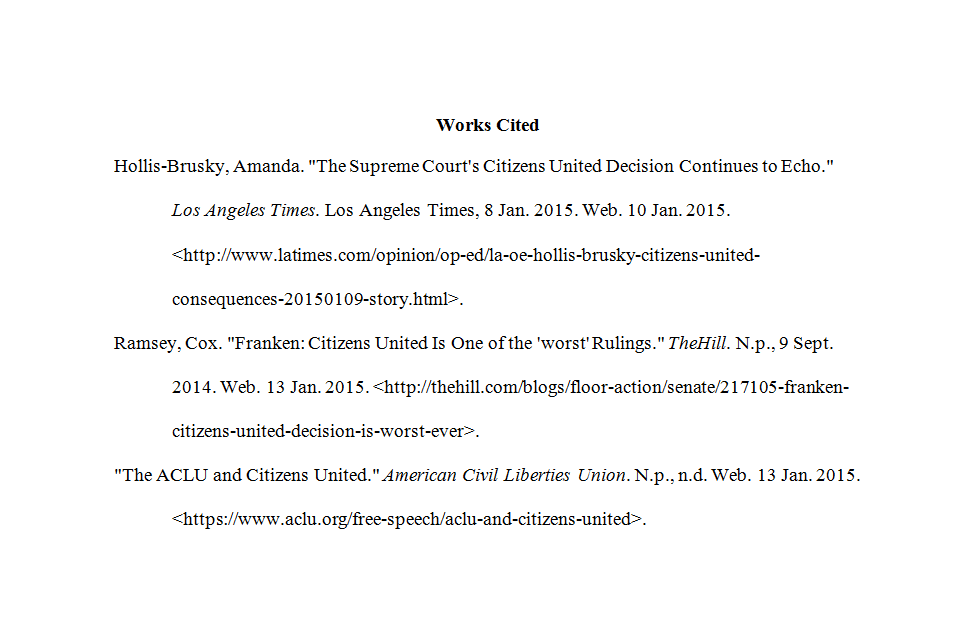 Works Cited
Hollis-Brusky, Amanda. "The Supreme Court's Citizens United Decision Continues to Echo."
Los Angeles Times. Los Angeles Times, 8 Jan. 2015. Web. 10 Jan. 2015.
<http://www.latimes.com/opinion/op-ed/la-oe-hollis-brusky-citizens-united-
consequences-20150109-story.html>.
Ramsey, Cox. "Franken: Citizens United Is One of the 'worst' Rulings." TheHill. N.p., 9 Sept.
2014. Web. 13 Jan. 2015. <http://thehill.com/blogs/floor-action/senate/217105-franken-
citizens-united-decision-is-worst-ever>.
"The ACLU and Citizens United." American Civil Liberties Union. N.p., n.d. Web. 13 Jan. 2015.
<https://www.aclu.org/free-speech/aclu-and-citizens-united>.